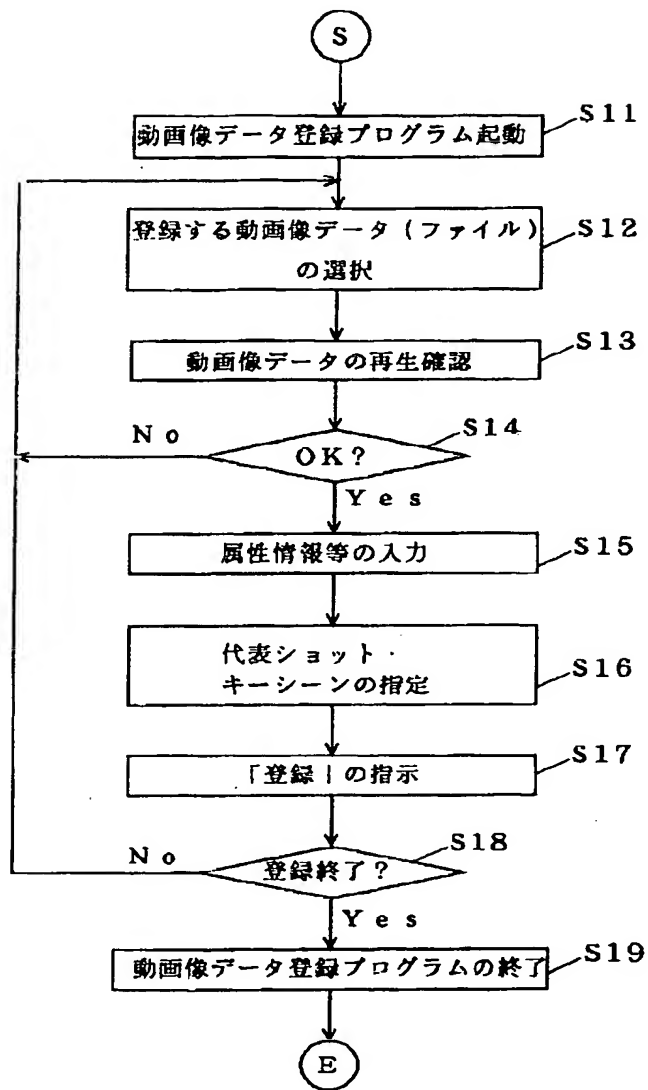 S
S11
動画像データ登録プログラム起動
登録する動画像データ(ファイル)
の選択
S12
動画像データの再生確認
S13
No
OK?
S14
Yes
属性情報等の入力
S15
代表ショット・
キーシーンの指定
S16
「登録」の指示
S17
No
登録終了?
S18
Yes
動画像データ登録プログラムの終了
S19
E